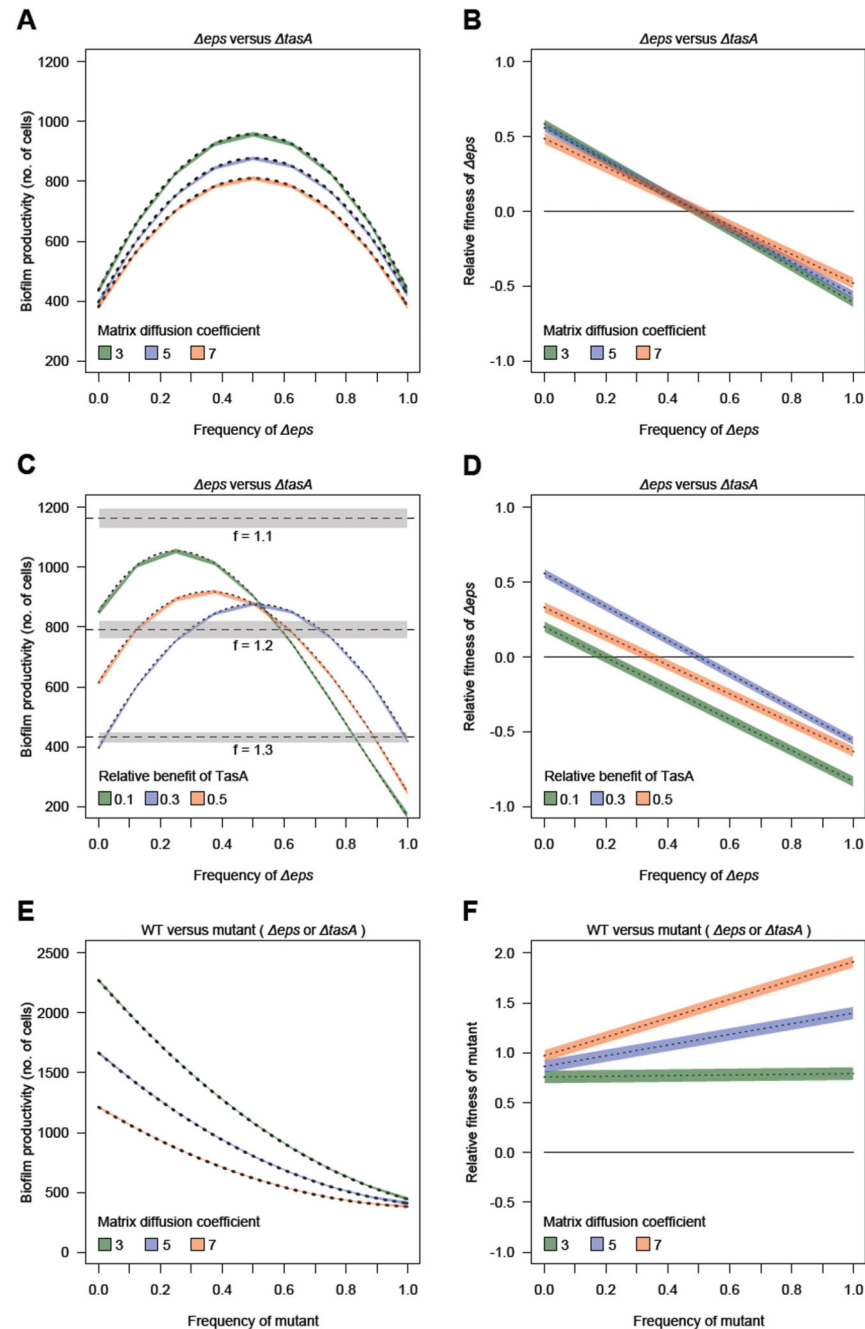 A
Δeps versus ΔtasA
Biofilm productivity (no. of cells)
1200
1000
800
600
400
200
Matrix diffusion coefficient
3 5 7
0.0 0.2 0.4 0.6 0.8 1.0
Frequency of Δeps
B
Δeps versus ΔtasA
Relative fitness of Δeps
1.0
0.5
0.0
-0.5
-1.0
Matrix diffusion coefficient
3 5 7
0.0 0.2 0.4 0.6 0.8 1.0
Frequency of Δeps
C
Δeps versus ΔtasA
Biofilm productivity (no. of cells)
1200
1000
800
600
400
200
f = 1.1
f = 1.2
f = 1.3
Relative benefit of TasA
0.1 0.3 0.5
0.0 0.2 0.4 0.6 0.8 1.0
Frequency of Δeps
D
Δeps versus ΔtasA
Relative fitness of Δeps
1.0
0.5
0.0
-0.5
-1.0
Relative benefit of TasA
0.1 0.3 0.5
0.0 0.2 0.4 0.6 0.8 1.0
Frequency of Δeps
E
WT versus mutant ( Δeps or ΔtasA )
Biofilm productivity (no. of cells)
2500
2000
1500
1000
500
0
Matrix diffusion coefficient
3 5 7
0.0 0.2 0.4 0.6 0.8 1.0
Frequency of mutant
F
WT versus mutant ( Δeps or ΔtasA )
Relative fitness of mutant
2.0
1.5
1.0
0.5
0.0
-0.5
-1.0
Matrix diffusion coefficient
3 5 7
0.0 0.2 0.4 0.6 0.8 1.0
Frequency of mutant